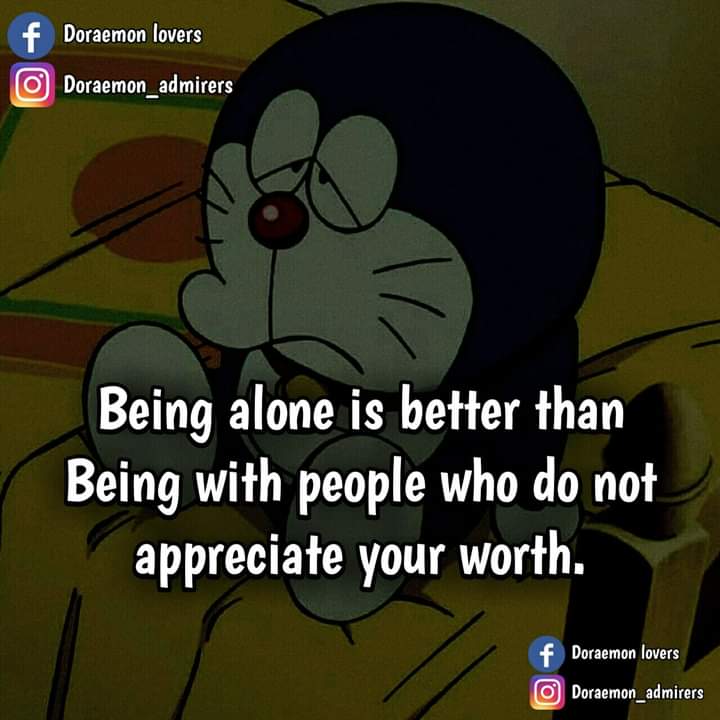 Doraemon lovers
Doraemon_admirers
Being alone is better than
Being with people who do not
appreciate your worth.
Doraemon lovers
Doraemon_admirers